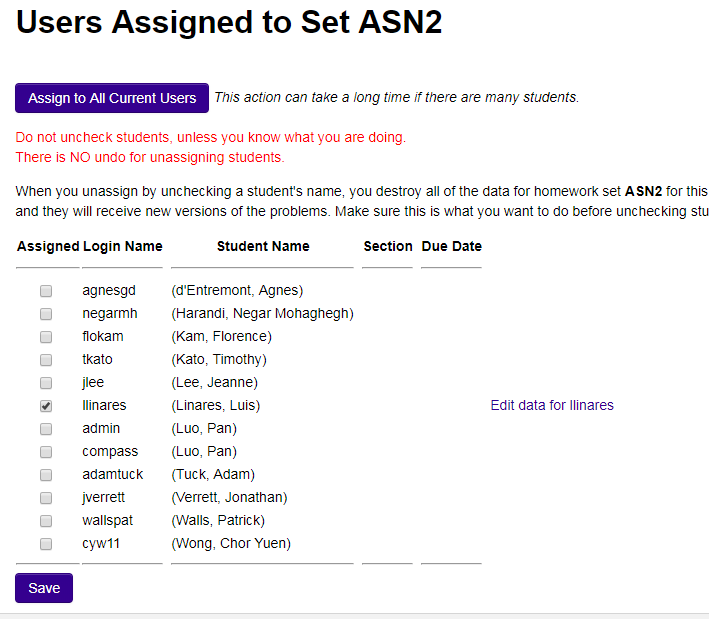 Users Assigned to Set ASN2
Assign to All Current Users This action can take a long time if there are many students.
Do not uncheck students, unless you know what you are doing.
There is NO undo for unassigning students.
When you unassign by unchecking a student's name, you destroy all of the data for homework set ASN2 for this
and they will receive new versions of the problems. Make sure this is what you want to do before unchecking stu
Assigned Login Name Student Name Section Due Date
agnesgd (d'Entremont, Agnes)
negarmh (Harandi, Negar Mohaghegh)
flokam (Kam, Florence)
tkato (Kato, Timothy)
jlee (Lee, Jeanne)
llinares (Linares, Luis) Edit data for llinares
admin (Luo, Pan)
compass (Luo, Pan)
adamtuck (Tuck, Adam)
jverrett (Verrett, Jonathan)
wallspat (Walls, Patrick)
cyw11 (Wong, Chor Yuen)
Save